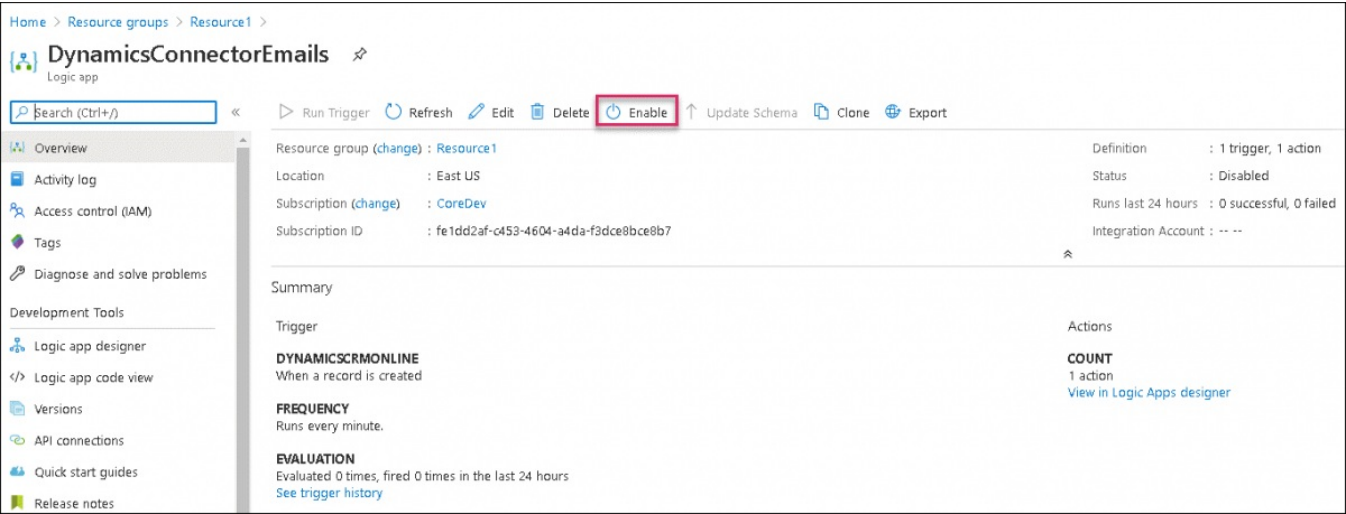 Home > Resource groups > Resource1 >
DynamicsConnectorEmails
Logic app
Search (Ctrl+/)
«
Run Trigger Refresh Edit Delete Enable Update Schema Clone Export
Overview
Activity log
Access control (IAM)
Tags
Diagnose and solve problems
Development Tools
Logic app designer
Logic app code view
Versions
API connections
Quick start guides
Release notes
Resource group (change) : Resource1
Location : East US
Subscription (change) : CoreDev
Subscription ID : fe1dd2af-c453-4604-a4da-f3dce8bce8b7
Definition : 1 trigger, 1 action
Status : Disabled
Runs last 24 hours : 0 successful, 0 failed
Integration Account : -- --
Summary
Trigger
DYNAMICSCRMONLINE
When a record is created
FREQUENCY
Runs every minute.
EVALUATION
Evaluated 0 times, fired 0 times in the last 24 hours
See trigger history
Actions
COUNT
1 action
View in Logic Apps designer